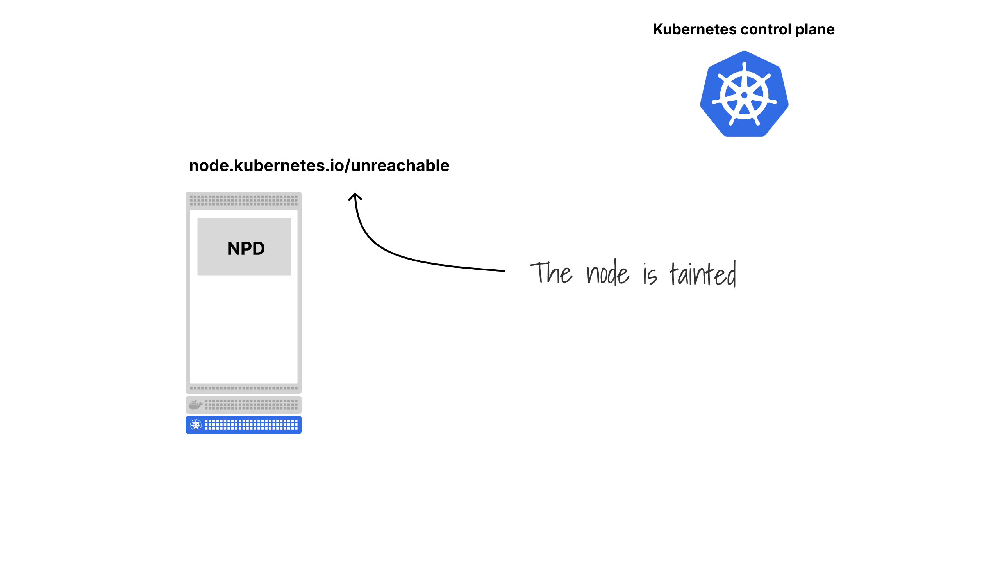 Kubernetes control plane
node.kubernetes.io/unreachable
NPD
The node is tainted